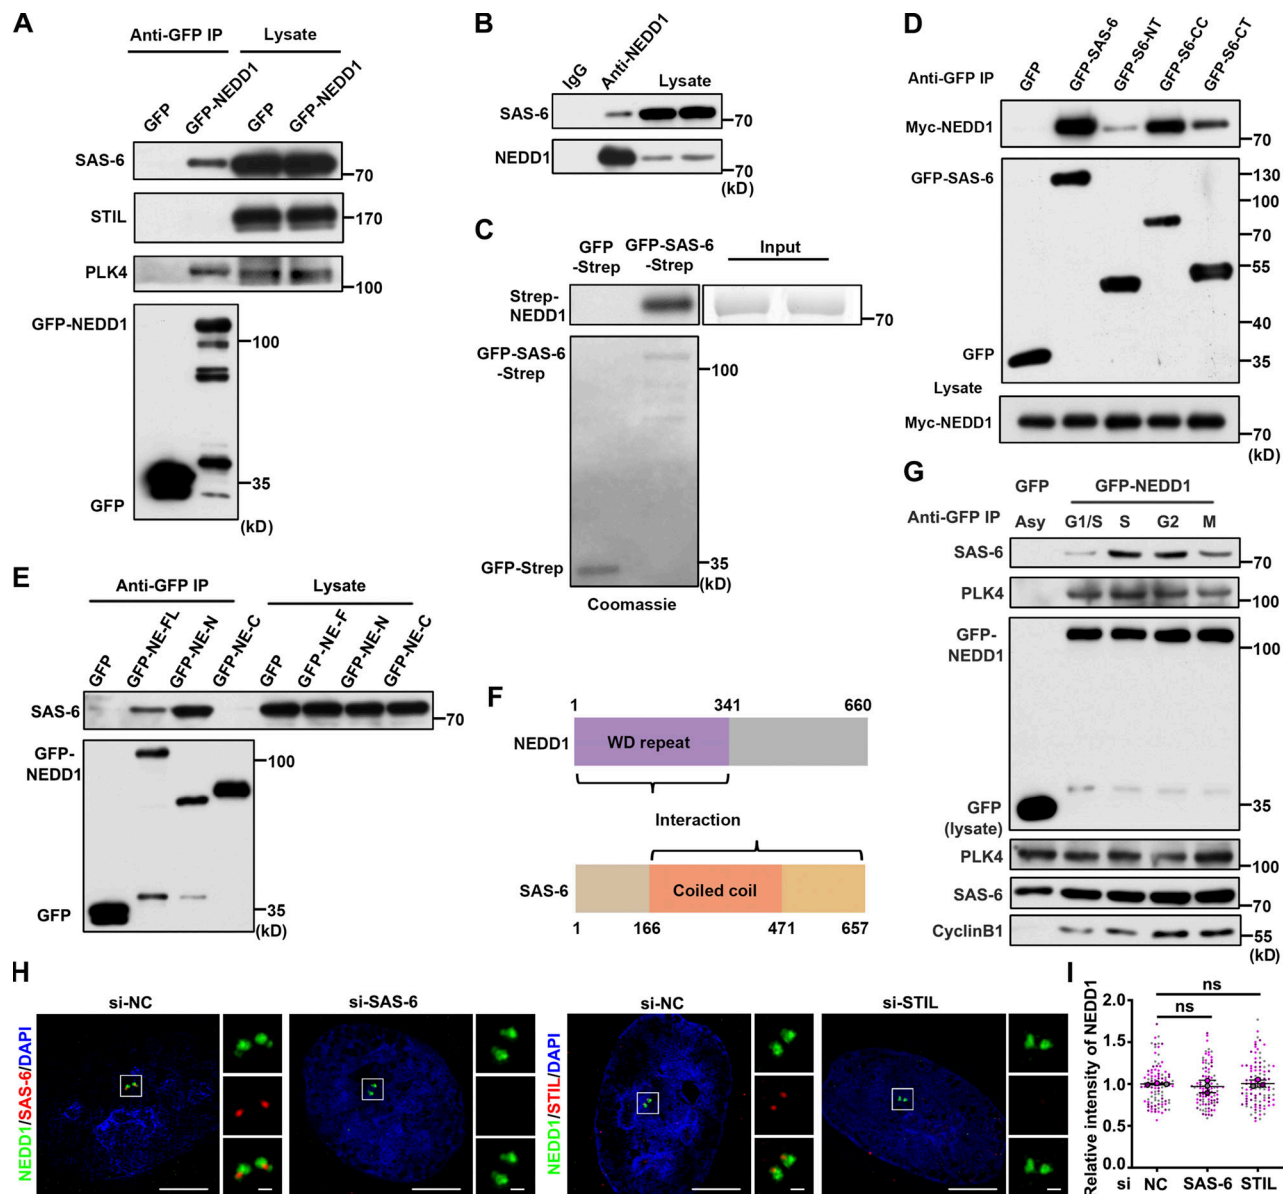 A
Anti-GFP IP Lysate
GFP
GFP-NEDD1
GFP
GFP-NEDD1
SAS-6
70
STIL
170
PLK4
100
GFP-NEDD1
100
35
GFP
(kD)
B
IgG
Anti-NEDD1
Lysate
SAS-6
70
NEDD1
70
(kD)
C
GFP
-Strep
GFP-SAS-6
-Strep
Input
Strep-
NEDD1
70
GFP-SAS-6
-Strep
100
GFP-Strep
35
(kD)
Coomassie
D
Anti-GFP IP
GFP
GFP-SAS-6
GFP-S6-NT
GFP-S6-CC
GFP-S6-CT
Myc-NEDD1
70
GFP-SAS-6
130
100
70
55
40
35
GFP
Lysate
Myc-NEDD1
70
(kD)
E
Anti-GFP IP Lysate
GFP
GFP-NE-FL
GFP-NE-N
GFP-NE-C
GFP
GFP-NE-F
GFP-NE-N
GFP-NE-C
SAS-6
70
GFP-
NEDD1
100
GFP
35
(kD)
F
1 341 660
NEDD1 WD repeat
Interaction
SAS-6 Coiled coil
1 166 471 657
G
GFP GFP-NEDD1
Anti-GFP IP Asy G1/S S G2 M
SAS-6
70
PLK4
100
GFP-
NEDD1
100
GFP
(lysate)
35
PLK4
100
SAS-6
70
CyclinB1
55
(kD)
H
si-NC si-SAS-6 si-NC si-STIL
NEDD1/SAS-6/DAPI
NEDD1/STIL/DAPI
I
Relative intensity of NEDD1
2.0
1.5
1.0
0.5
0.0
ns
ns
si NC SAS-6 STIL